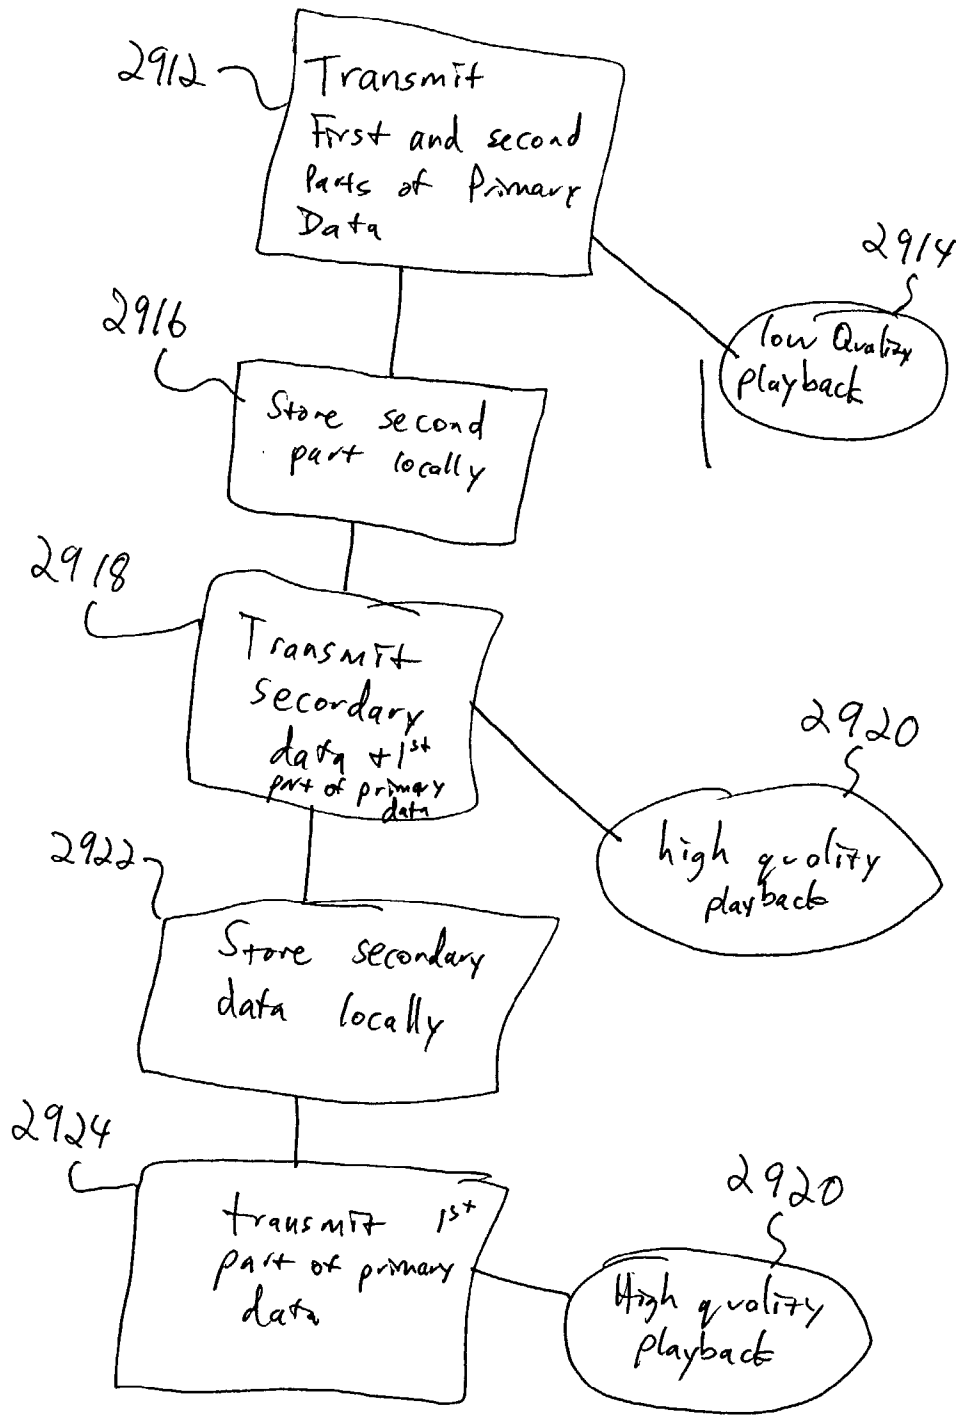 2912
Transmit
First and second
Parts of Primary
Data
2914
low Quality
playback
2916
Store second
part locally
2918
Transmit
secondary
data + 1st
part of primary
data
2920
high quality
playback
2922
Store secondary
data locally
2924
transmit 1st
part of primary
data
2920
High quality
playback